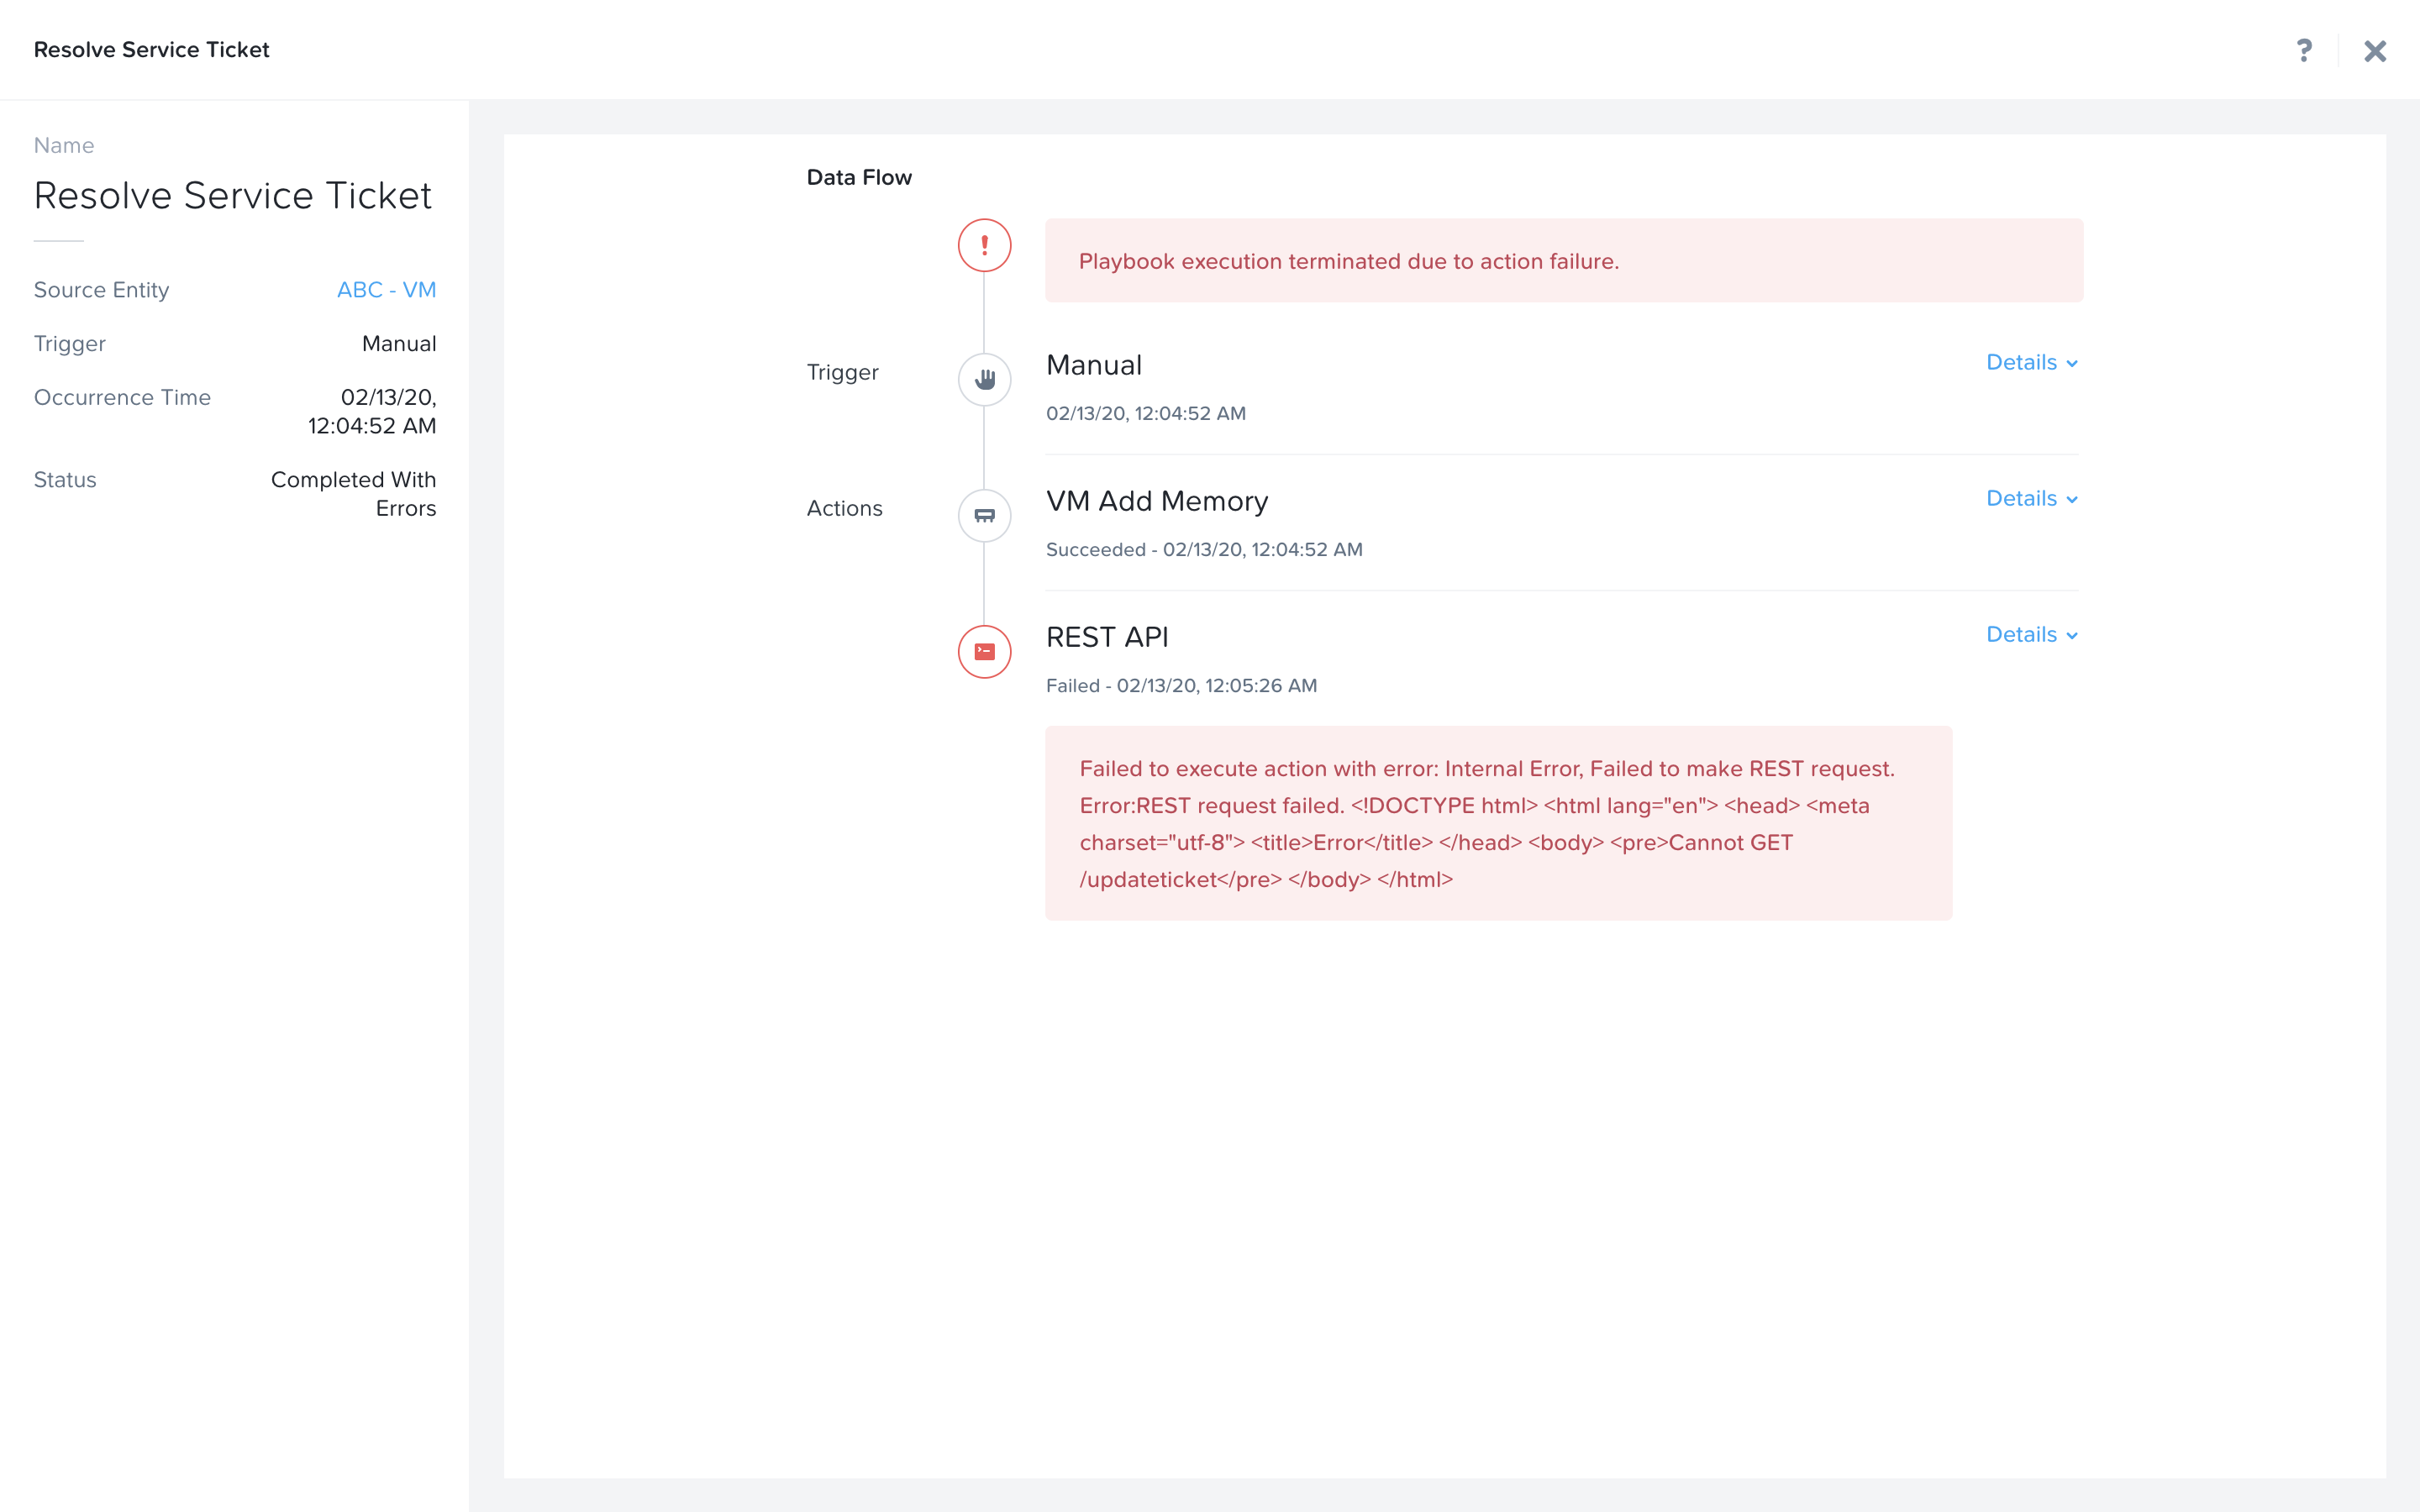 Resolve Service Ticket
?
Name
Resolve Service Ticket
Source Entity
ABC - VM
Trigger
Manual
Occurrence Time
02/13/20,
12:04:52 AM
Status
Completed With
Errors
Data Flow
Playbook execution terminated due to action failure.
Trigger
Manual
Details
02/13/20, 12:04:52 AM
Actions
VM Add Memory
Details
Succeeded - 02/13/20, 12:04:52 AM
REST API
Details
Failed - 02/13/20, 12:05:26 AM
Failed to execute action with error: Internal Error, Failed to make REST request.
Error:REST request failed. <!DOCTYPE html> <html lang="en"> <head> <meta
charset="utf-8"> <title>Error</title> </head> <body> <pre>Cannot GET
/updateticket</pre> </body> </html>